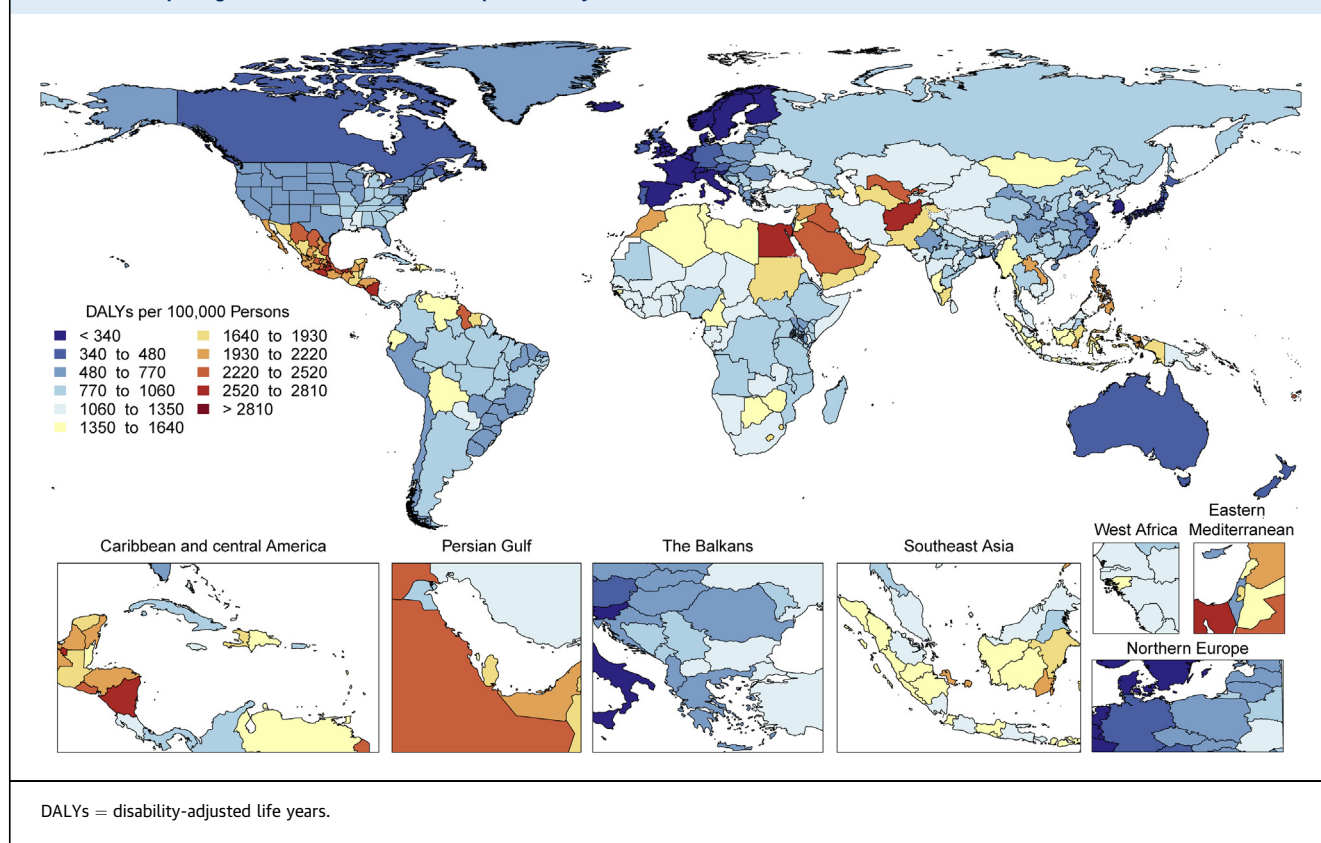 DALYs per 100,000 Persons
< 340
340 to 480
480 to 770
770 to 1060
1060 to 1350
1350 to 1640
1640 to 1930
1930 to 2220
2220 to 2520
2520 to 2810
> 2810
Caribbean and central America
Persian Gulf
The Balkans
Southeast Asia
West Africa
Eastern
Mediterranean
Northern Europe
DALYs = disability-adjusted life years.